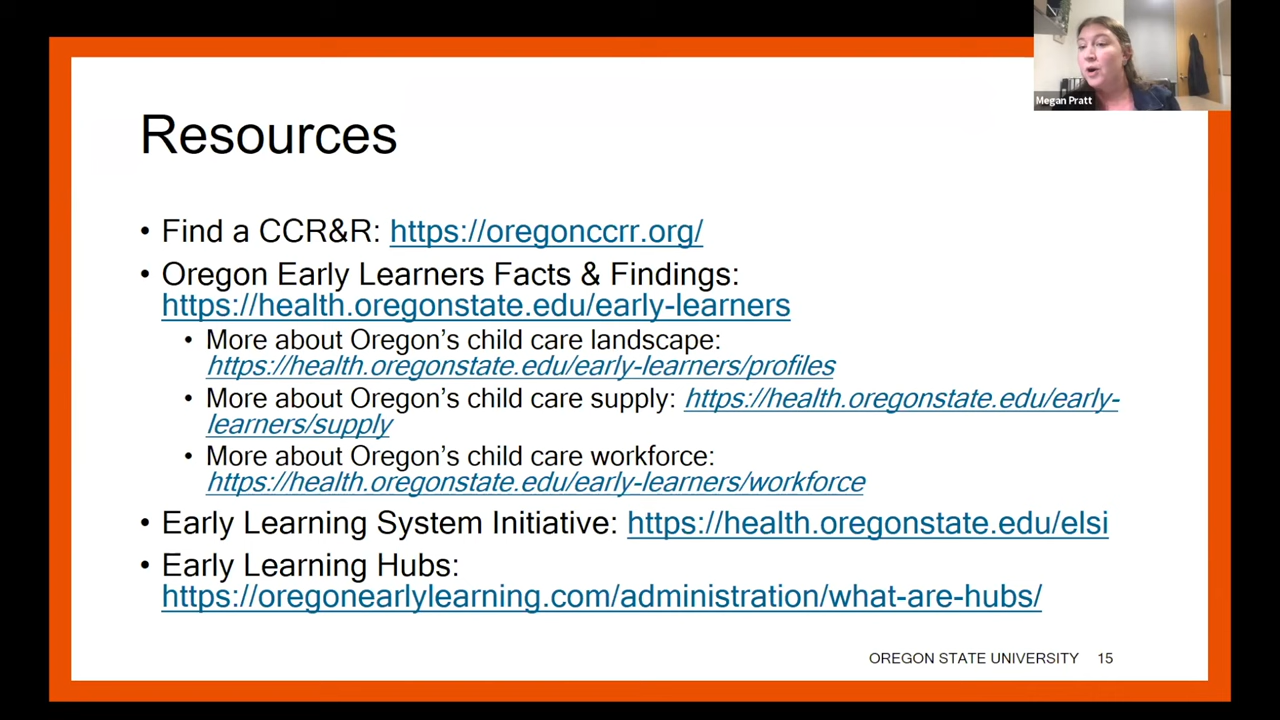 Megan Pratt
Resources
• Find a CCR&R: https://oregonccrr.org/
• Oregon Early Learners Facts & Findings:
https://health.oregonstate.edu/early-learners
• More about Oregon’s child care landscape:
https://health.oregonstate.edu/early-learners/profiles
• More about Oregon’s child care supply: https://health.oregonstate.edu/early-
learners/supply
• More about Oregon’s child care workforce:
https://health.oregonstate.edu/early-learners/workforce
• Early Learning System Initiative: https://health.oregonstate.edu/elsi
• Early Learning Hubs:
https://oregonearlylearning.com/administration/what-are-hubs/
OREGON STATE UNIVERSITY 15